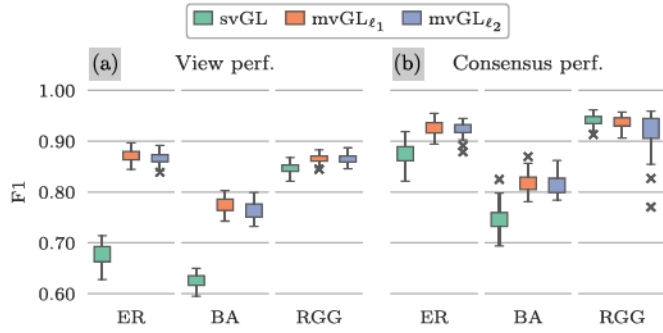 svGL mvGLℓ1 mvGLℓ2
(a) View perf. (b) Consensus perf.
1.00
0.90
0.80
0.70
0.60
F1
ER BA RGG ER BA RGG